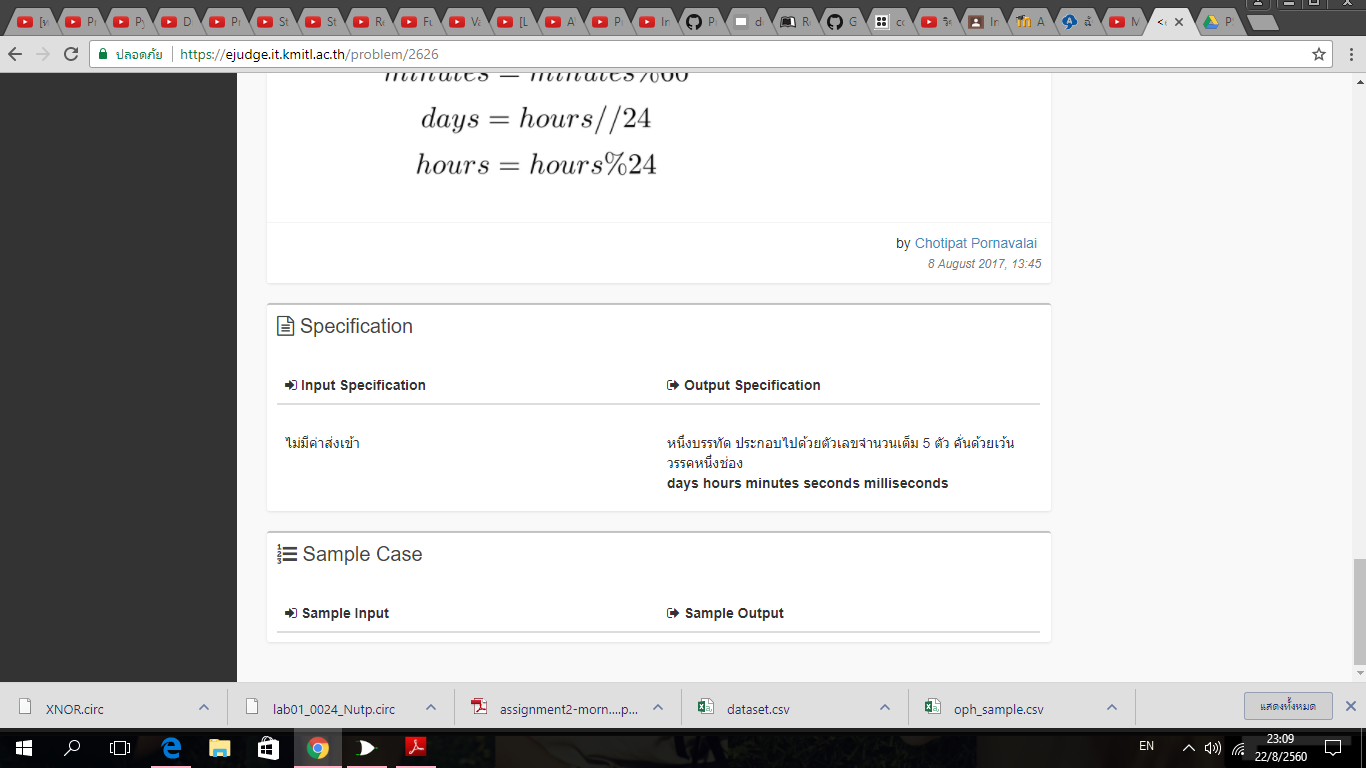 ปลอดภัย https://ejudge.it.kmitl.ac.th/problem/2626
minutes = minutes%60
days = hours//24
hours = hours%24
by Chotipat Pornavalai
8 August 2017, 13:45
Specification
Input Specification
Output Specification
ไม่มีค่าส่งเข้า
หนึ่งบรรทัด ประกอบไปด้วยตัวเลขจำนวนเต็ม 5 ตัว คั่นด้วยเว้น
วรรคหนึ่งช่อง
days hours minutes seconds milliseconds
Sample Case
Sample Input
Sample Output
XNOR.circ
lab01_0024_Nutp.circ
assignment2-morn....p...
dataset.csv
oph_sample.csv
แสดงทั้งหมด
EN
23:09
22/8/2560